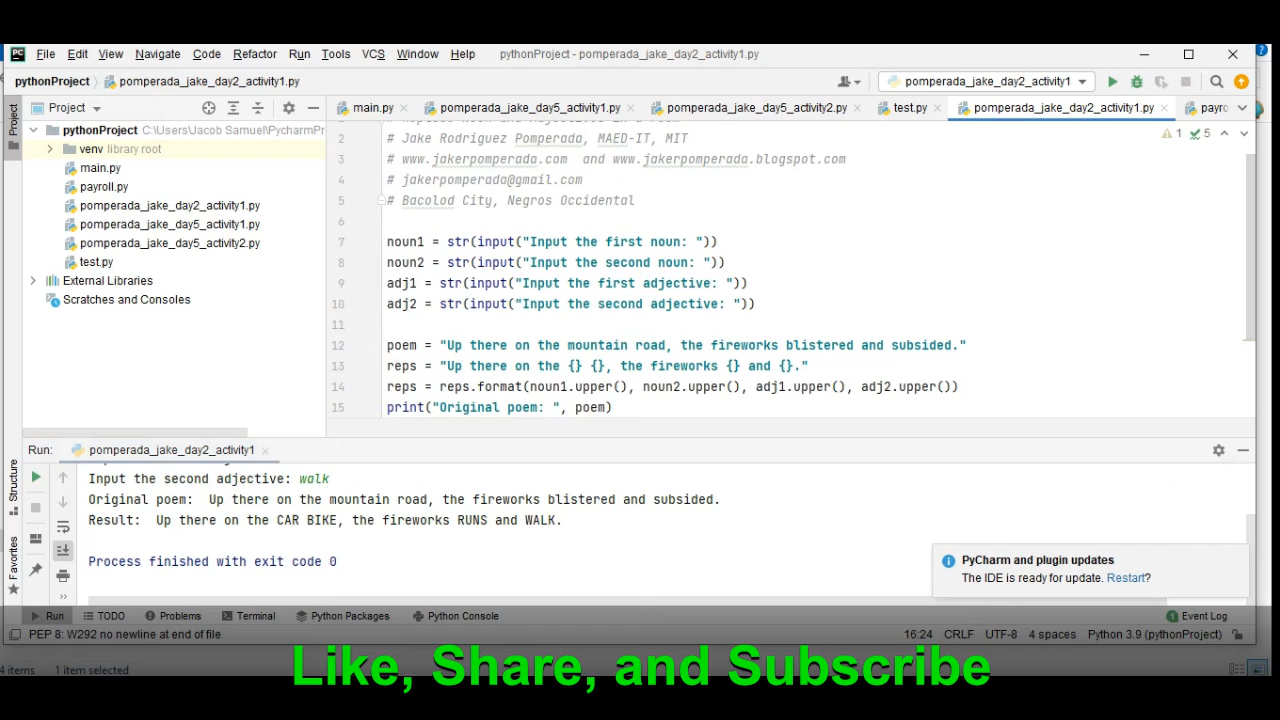 File Edit View Navigate Code Refactor Run Tools VCS Window Help pythonProject - pomperada_jake_day2_activity1.py
pythonProject pomperada_jake_day2_activity1.py pomperada_jake_day2_activity1
Project main.py pomperada_jake_day5_activity1.py pomperada_jake_day5_activity2.py test.py pomperada_jake_day2_activity1.py payro
pythonProject C:\Users\Jacob Samuel\PycharmPr
venv library root
main.py
payroll.py
pomperada_jake_day2_activity1.py
pomperada_jake_day5_activity1.py
pomperada_jake_day5_activity2.py
test.py
External Libraries
Scratches and Consoles
1 5
2 # Jake Rodriguez Pomperada, MAED-IT, MIT
3 # www.jakerpomperada.com and www.jakerpomperada.blogspot.com
4 # jakerpomperada@gmail.com
5 # Bacolod City, Negros Occidental
6
7 noun1 = str(input("Input the first noun: "))
8 noun2 = str(input("Input the second noun: "))
9 adj1 = str(input("Input the first adjective: "))
10 adj2 = str(input("Input the second adjective: "))
11
12 poem = "Up there on the mountain road, the fireworks blistered and subsided."
13 reps = "Up there on the {} {}, the fireworks {} and {}."
14 reps = reps.format(noun1.upper(), noun2.upper(), adj1.upper(), adj2.upper())
15 print("Original poem: ", poem)
Run: pomperada_jake_day2_activity1
Input the second adjective: walk
Original poem:  Up there on the mountain road, the fireworks blistered and subsided.
Result:  Up there on the CAR BIKE, the fireworks RUNS and WALK.
Process finished with exit code 0
PyCharm and plugin updates
The IDE is ready for update. Restart?
Structure
Favorites
Project
Run TODO Problems Terminal Python Packages Python Console 1 Event Log
PEP 8: W292 no newline at end of file 16:24 CRLF UTF-8 4 spaces Python 3.9 (pythonProject)
4 items 1 item selected
Like, Share, and Subscribe